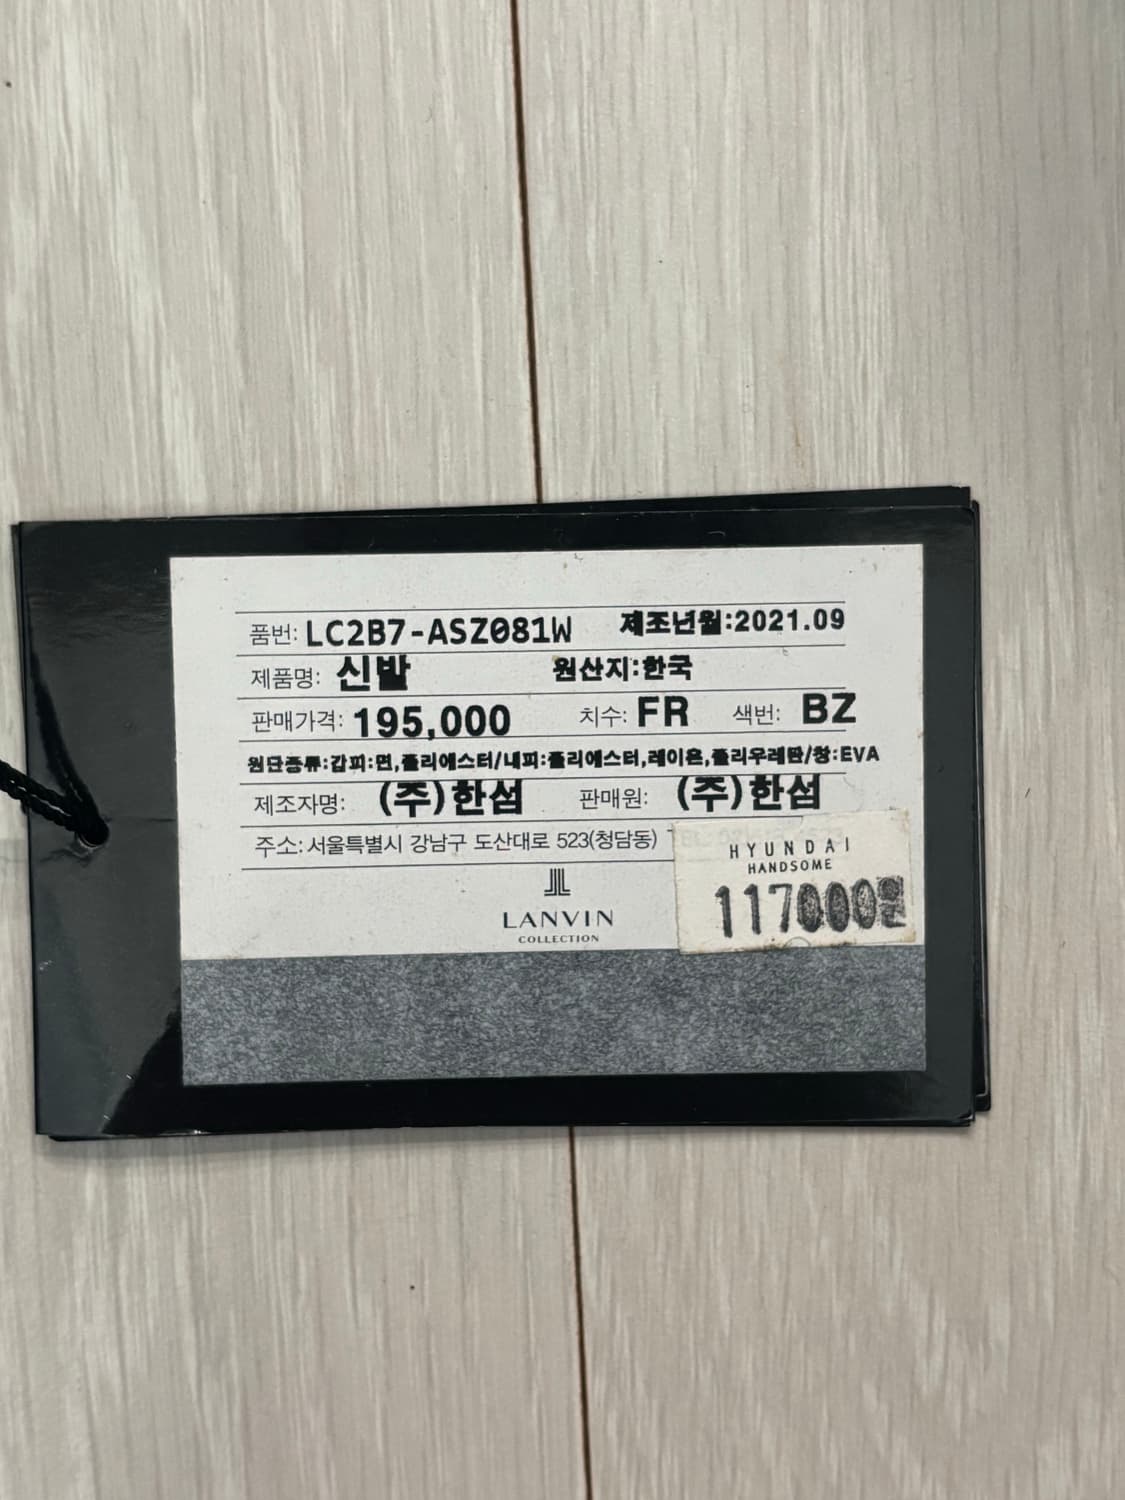 품번: LC2B7-ASZ081W 제조년월:2021.09
제품명: 신발 원산지:한국
판매가격: 195,000 치수: FR 색번: BZ
원단종류:갑피:면,폴리에스터/내피:폴리에스터,레이온,폴리우레탄/창:EVA
제조자명: (주)한섬 판매원: (주)한섬
주소: 서울특별시 강남구 도산대로 523(청담동)
HYUNDAI
HANDSOME
117000원
LANVIN
COLLECTION